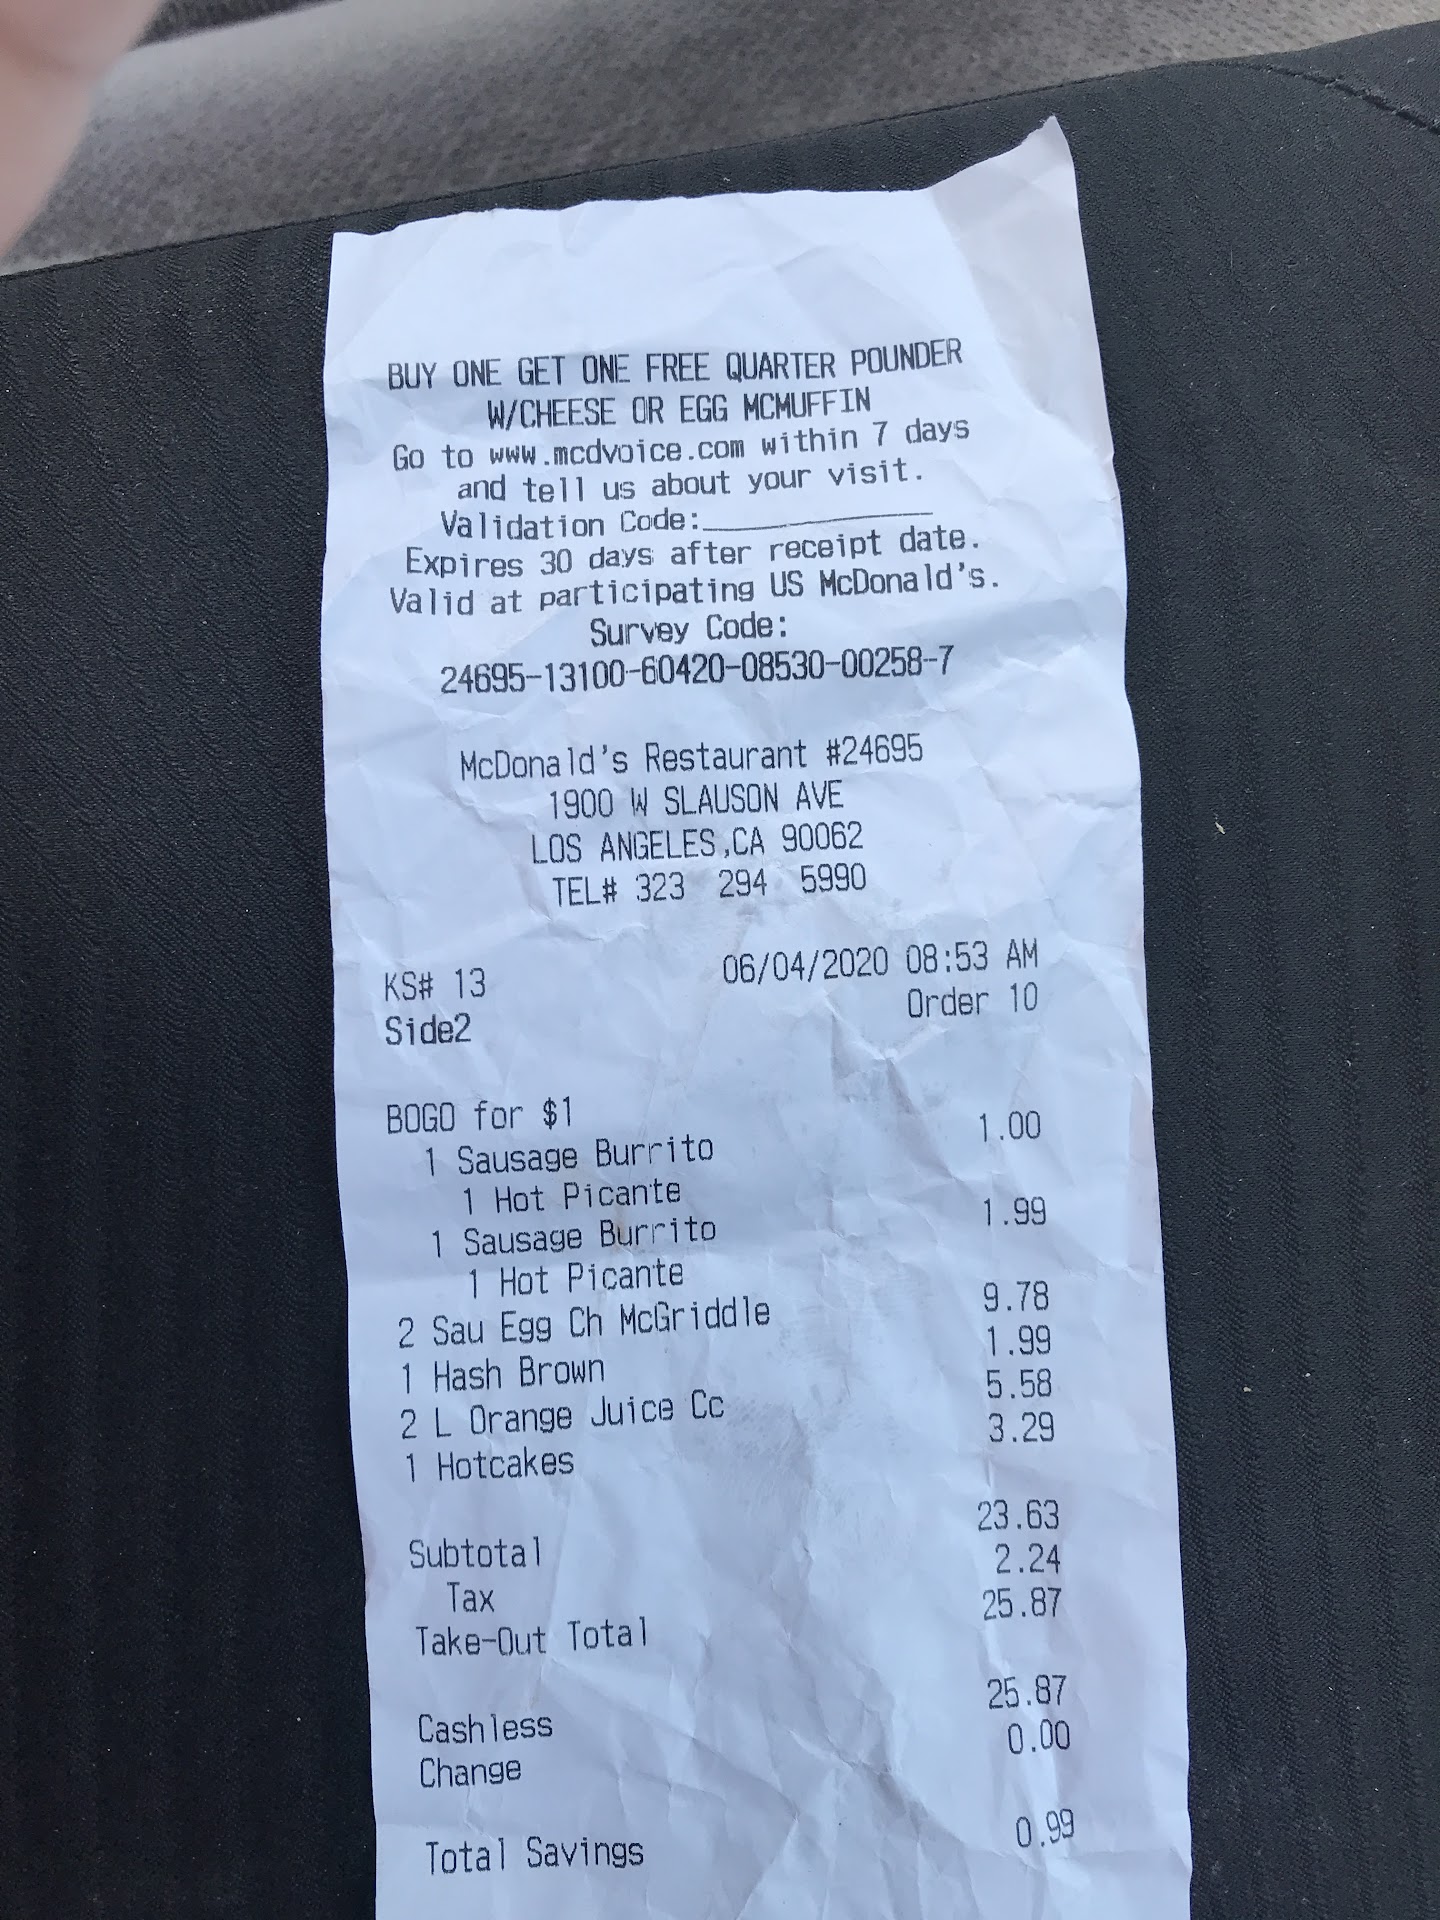 BUY ONE GET ONE FREE QUARTER POUNDER
W/CHEESE OR EGG MCMUFFIN
Go to www.mcdvoice.com within 7 days
and tell us about your visit.
Validation Code:____________
Expires 30 days after receipt date.
Valid at participating US McDonald's.
Survey Code:
24695-13100-60420-08530-00258-7
McDonald's Restaurant #24695
1900 W SLAUSON AVE
LOS ANGELES,CA 90062
TEL# 323 294 5990
KS# 13 06/04/2020 08:53 AM
Side2 Order 10
BOGO for $1
1 Sausage Burrito 1.00
1 Hot Picante
1 Sausage Burrito 1.99
1 Hot Picante
2 Sau Egg Ch McGriddle 9.78
1 Hash Brown 1.99
2 L Orange Juice Cc 5.58
1 Hotcakes 3.29
Subtotal 23.63
Tax 2.24
Take-Out Total 25.87
Cashless 25.87
Change 0.00
Total Savings 0.99